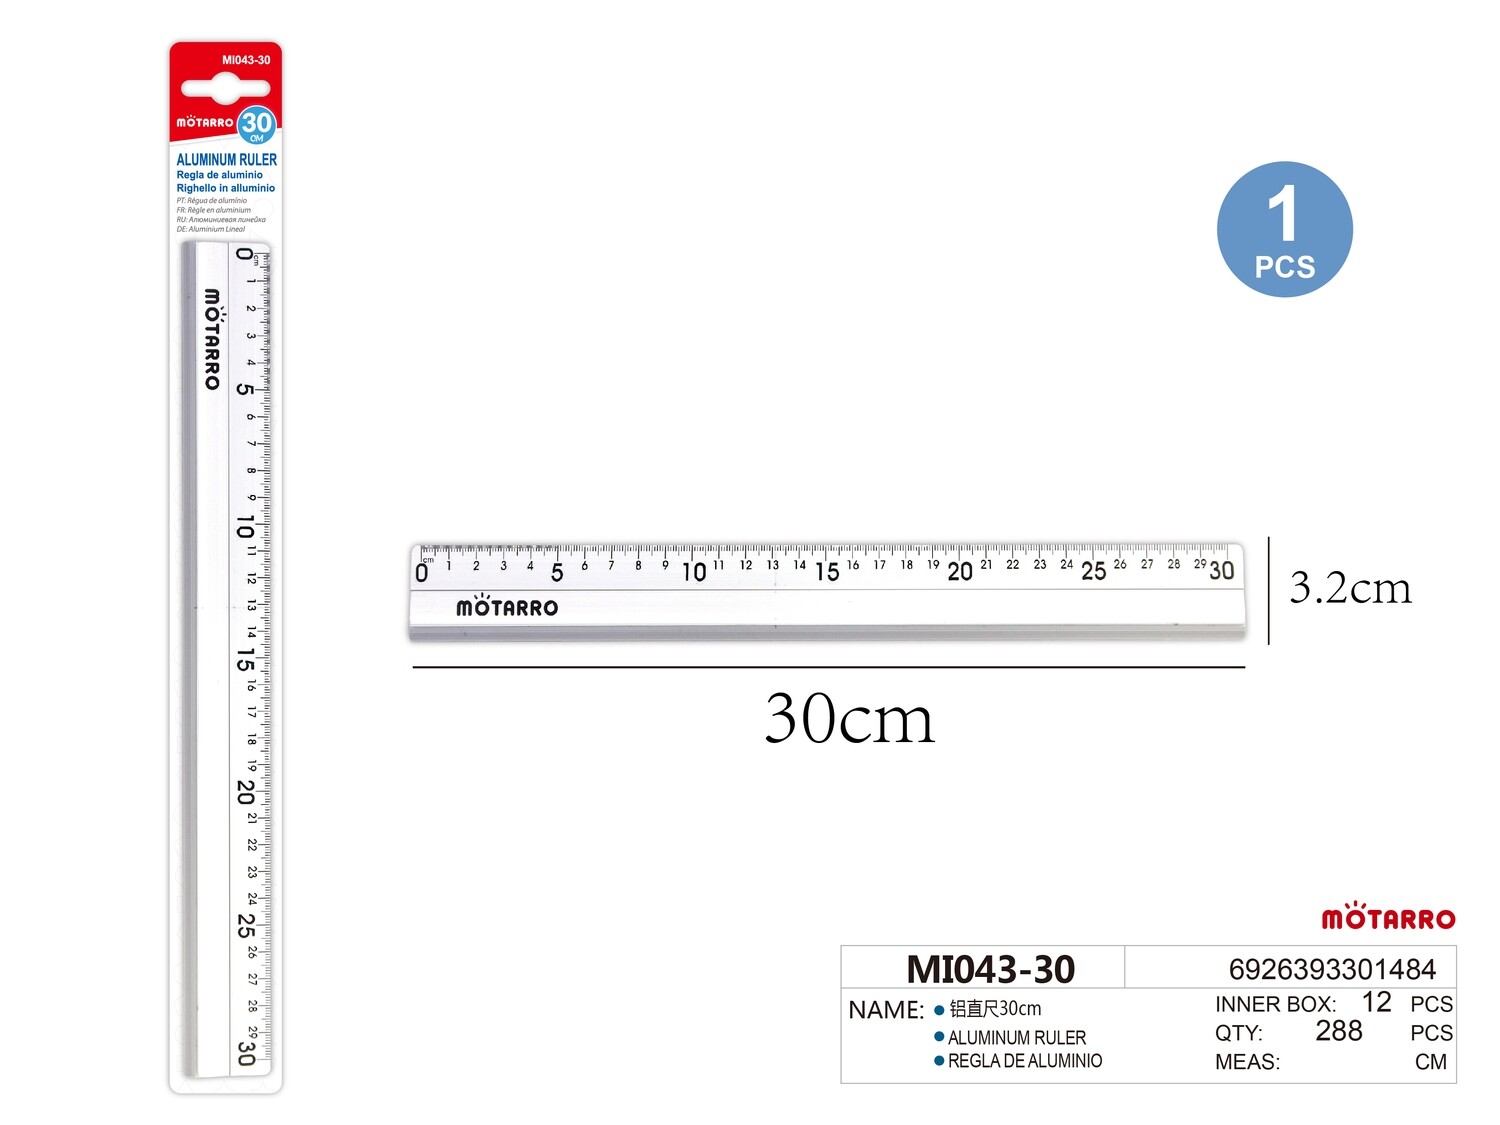 MI043-30
MOTARRO
30
CM
ALUMINUM RULER
Regla de aluminio
Righello in alluminio
PT: Régua de alumínio
FR: Règle en aluminium
RU: Алюминиевая линейка
DE: Aluminium Lineal
0 cm 1 2 3 4 5 6 7 8 9 10 11 12 13 14 15 16 17 18 19 20 21 22 23 24 25 26 27 28 29 30
MOTARRO
1
PCS
0 cm 1 2 3 4 5 6 7 8 9 10 11 12 13 14 15 16 17 18 19 20 21 22 23 24 25 26 27 28 29 30
MOTARRO
3.2cm
30cm
MOTARRO
MI043-30 6926393301484
NAME: • 铝直尺30cm
• ALUMINUM RULER
• REGLA DE ALUMINIO
INNER BOX: 12 PCS
QTY: 288 PCS
MEAS: CM